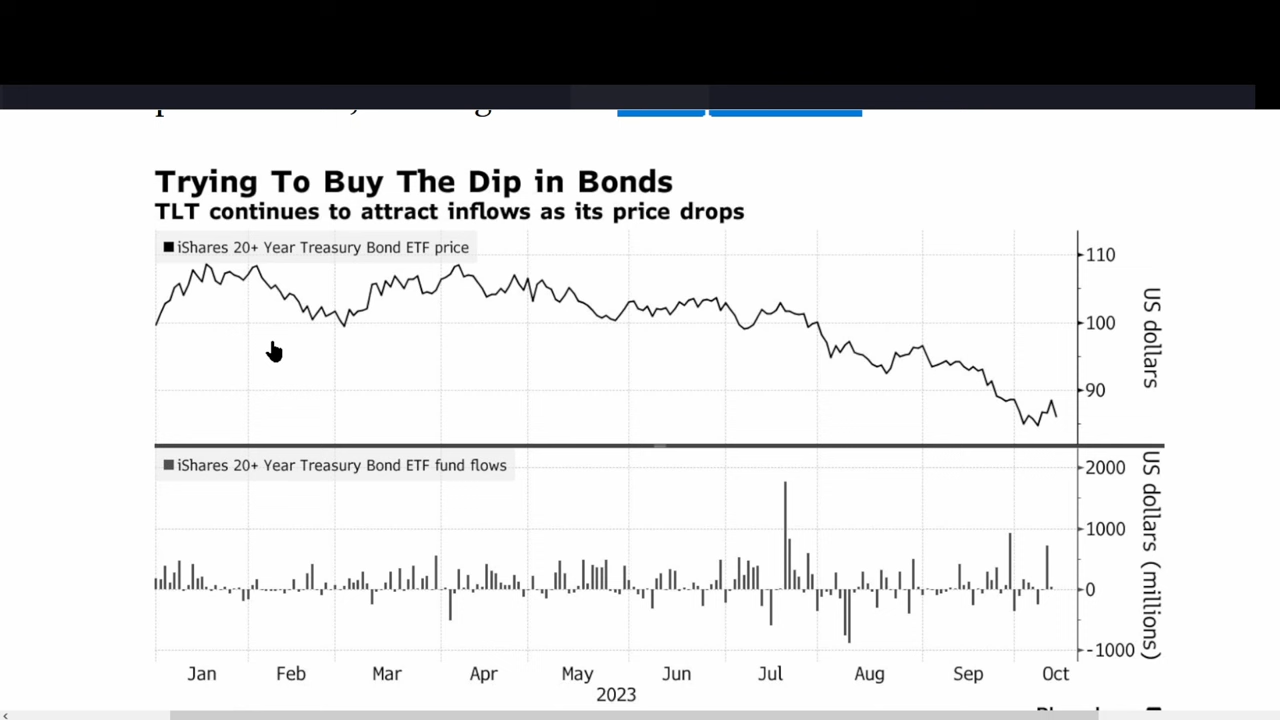 Trying To Buy The Dip in Bonds
TLT continues to attract inflows as its price drops
iShares 20+ Year Treasury Bond ETF price
110
100
90
US dollars
iShares 20+ Year Treasury Bond ETF fund flows
2000
1000
0
-1000
US dollars (millions)
Jan Feb Mar Apr May Jun Jul Aug Sep Oct
2023